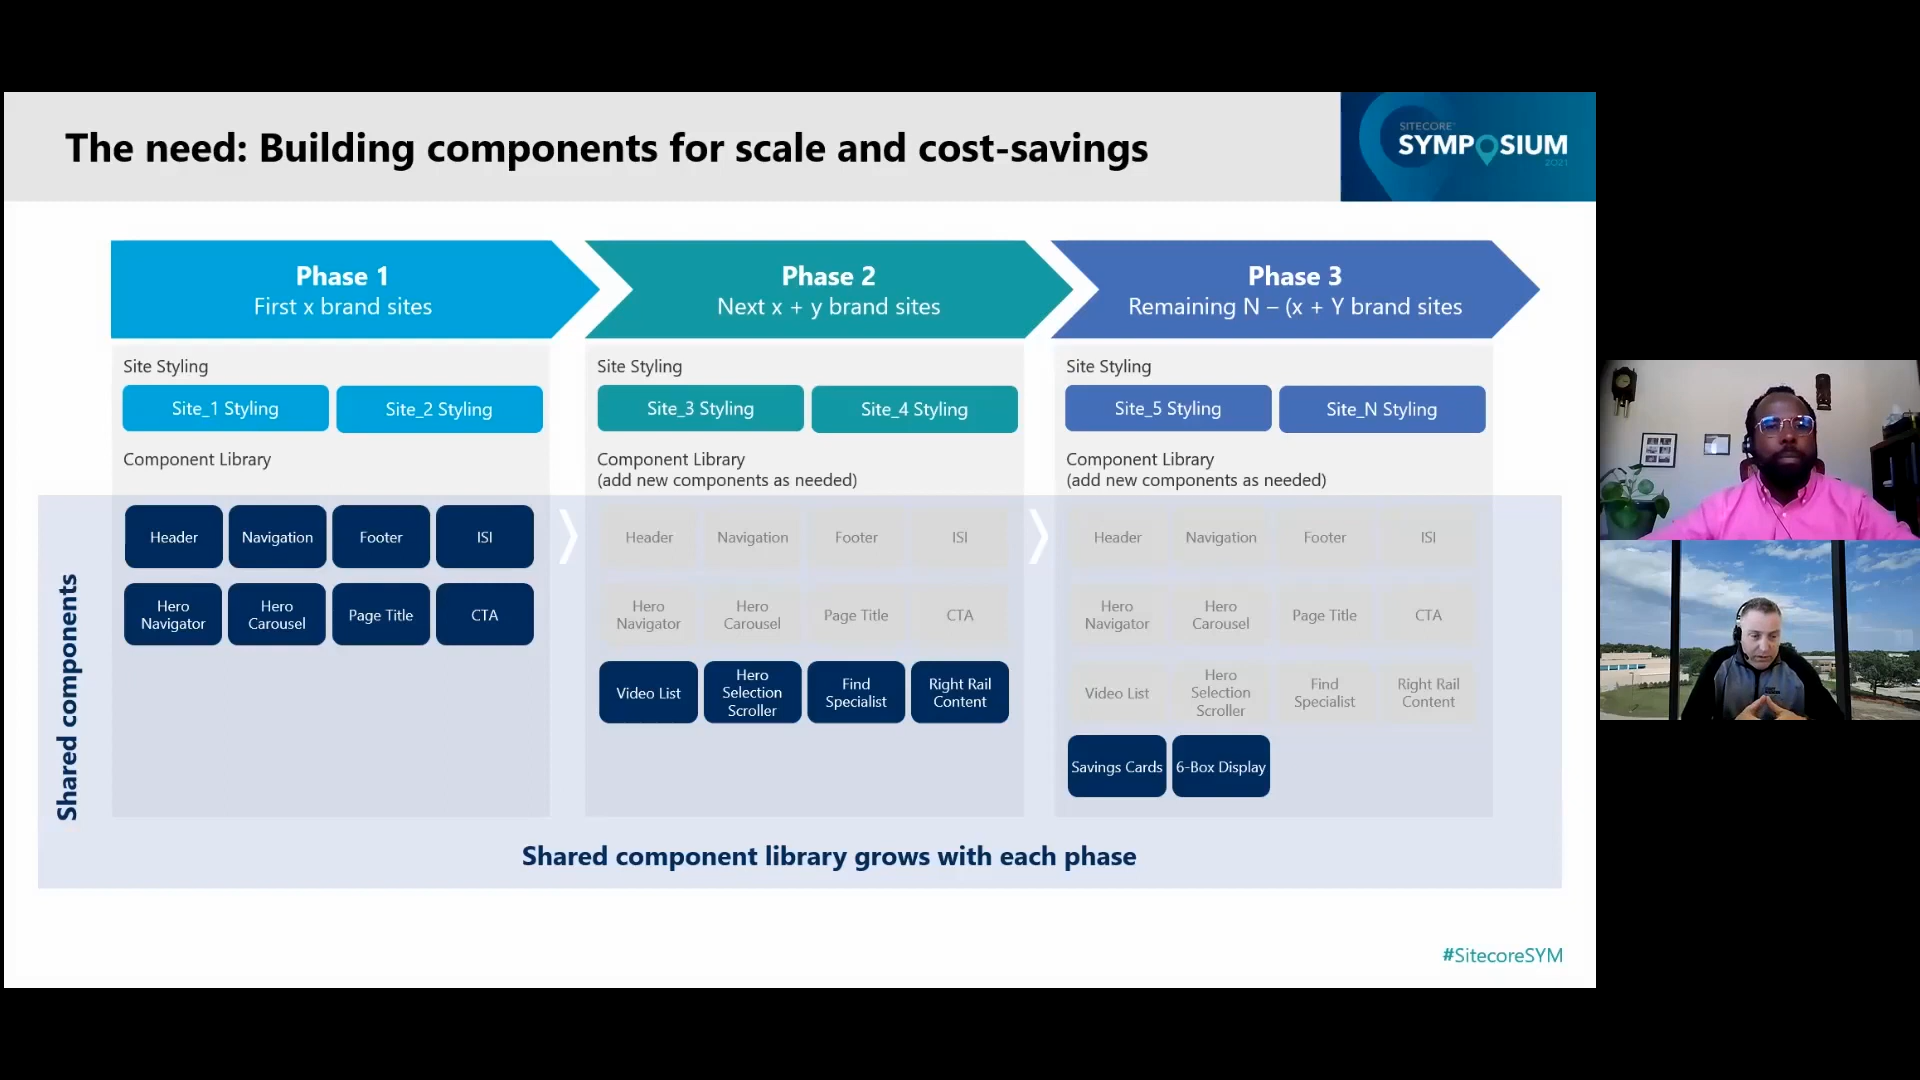 The need: Building components for scale and cost-savings
SITECORE
SYMPOSIUM
2021
Phase 1
First x brand sites
Phase 2
Next x + y brand sites
Phase 3
Remaining N – (x + Y brand sites
Site Styling
Site_1 Styling
Site_2 Styling
Component Library
Site Styling
Site_3 Styling
Site_4 Styling
Component Library
(add new components as needed)
Site Styling
Site_5 Styling
Site_N Styling
Component Library
(add new components as needed)
Shared components
Header
Navigation
Footer
ISI
Hero
Navigator
Hero
Carousel
Page Title
CTA
Header
Navigation
Footer
ISI
Hero
Navigator
Hero
Carousel
Page Title
CTA
Video List
Hero
Selection
Scroller
Find
Specialist
Right Rail
Content
Header
Navigation
Footer
ISI
Hero
Navigator
Hero
Carousel
Page Title
CTA
Video List
Hero
Selection
Scroller
Find
Specialist
Right Rail
Content
Savings Cards
6-Box Display
Shared component library grows with each phase
#SitecoreSYM